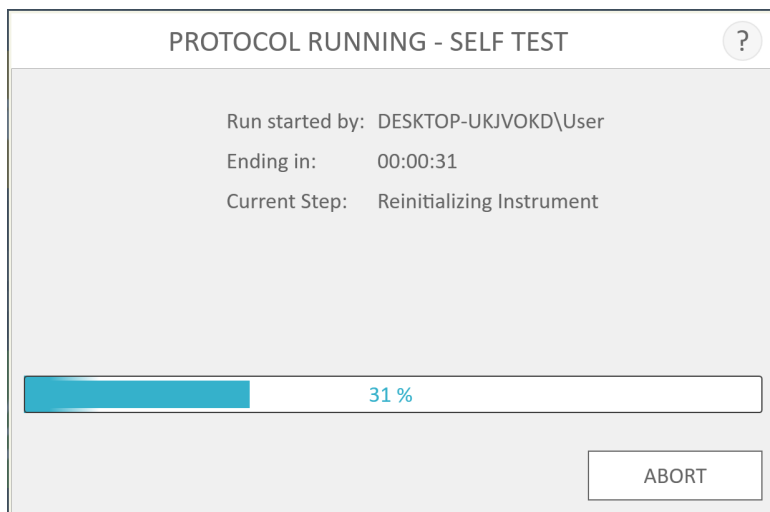 PROTOCOL RUNNING - SELF TEST ?
Run started by: DESKTOP-UKJVOKD\User
Ending in: 00:00:31
Current Step: Reinitializing Instrument
31 %
ABORT